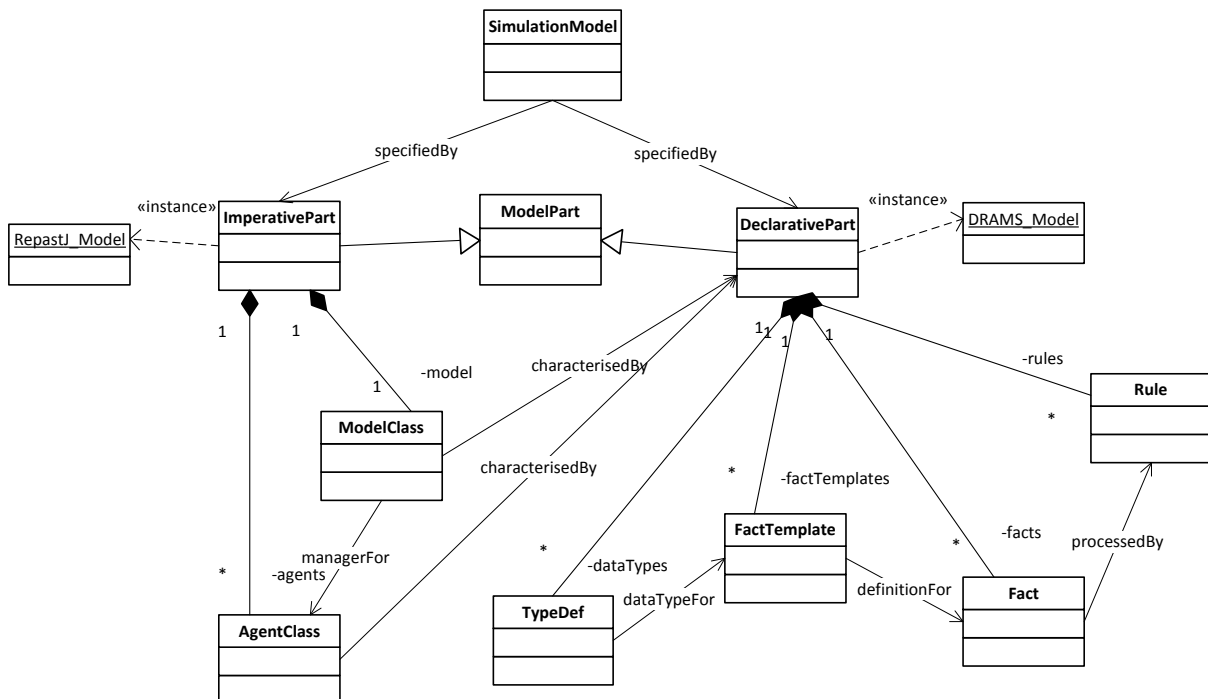 SimulationModel
specifiedBy
specifiedBy
«instance»
ImperativePart
ModelPart
DeclarativePart
«instance»
RepastJ_Model
DRAMS_Model
1
1
1
1
1
1
-model
characterisedBy
-rules
1
Rule
*
ModelClass
characterisedBy
*
-factTemplates
FactTemplate
managerFor
*
-agents
*
-dataTypes
*
-facts
processedBy
dataTypeFor
definitionFor
AgentClass
TypeDef
Fact